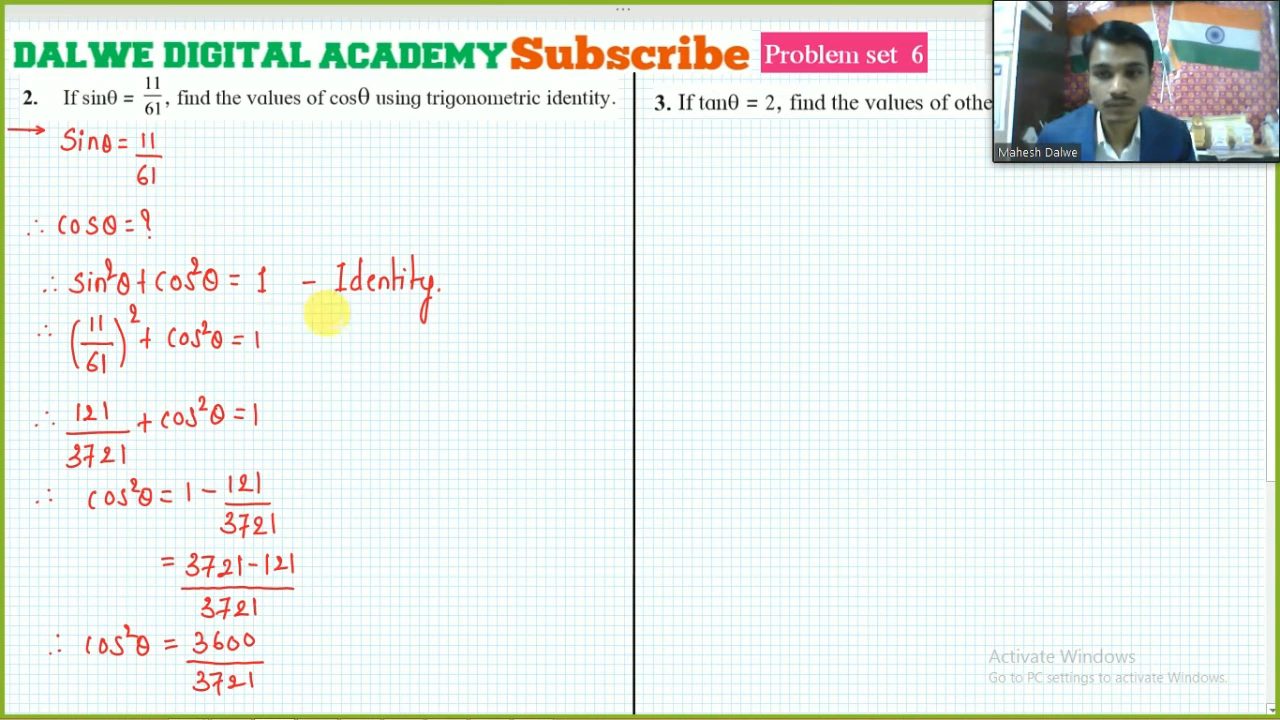 DALWE DIGITAL ACADEMY Subscribe Problem set 6
2. If sinθ = 11/61, find the values of cosθ using trigonometric identity.
→ Sinθ = 11/61
∴ cosθ = ?
∴ sin²θ + cos²θ = 1 - Identity.
∴ (11/61)² + cos²θ = 1
∴ 121/3721 + cos²θ = 1
∴ cos²θ = 1 - 121/3721
= 3721 - 121/3721
∴ cos²θ = 3600/3721
3. If tanθ = 2, find the values of othe
Mahesh Dalwe
Activate Windows
Go to PC settings to activate Windows.